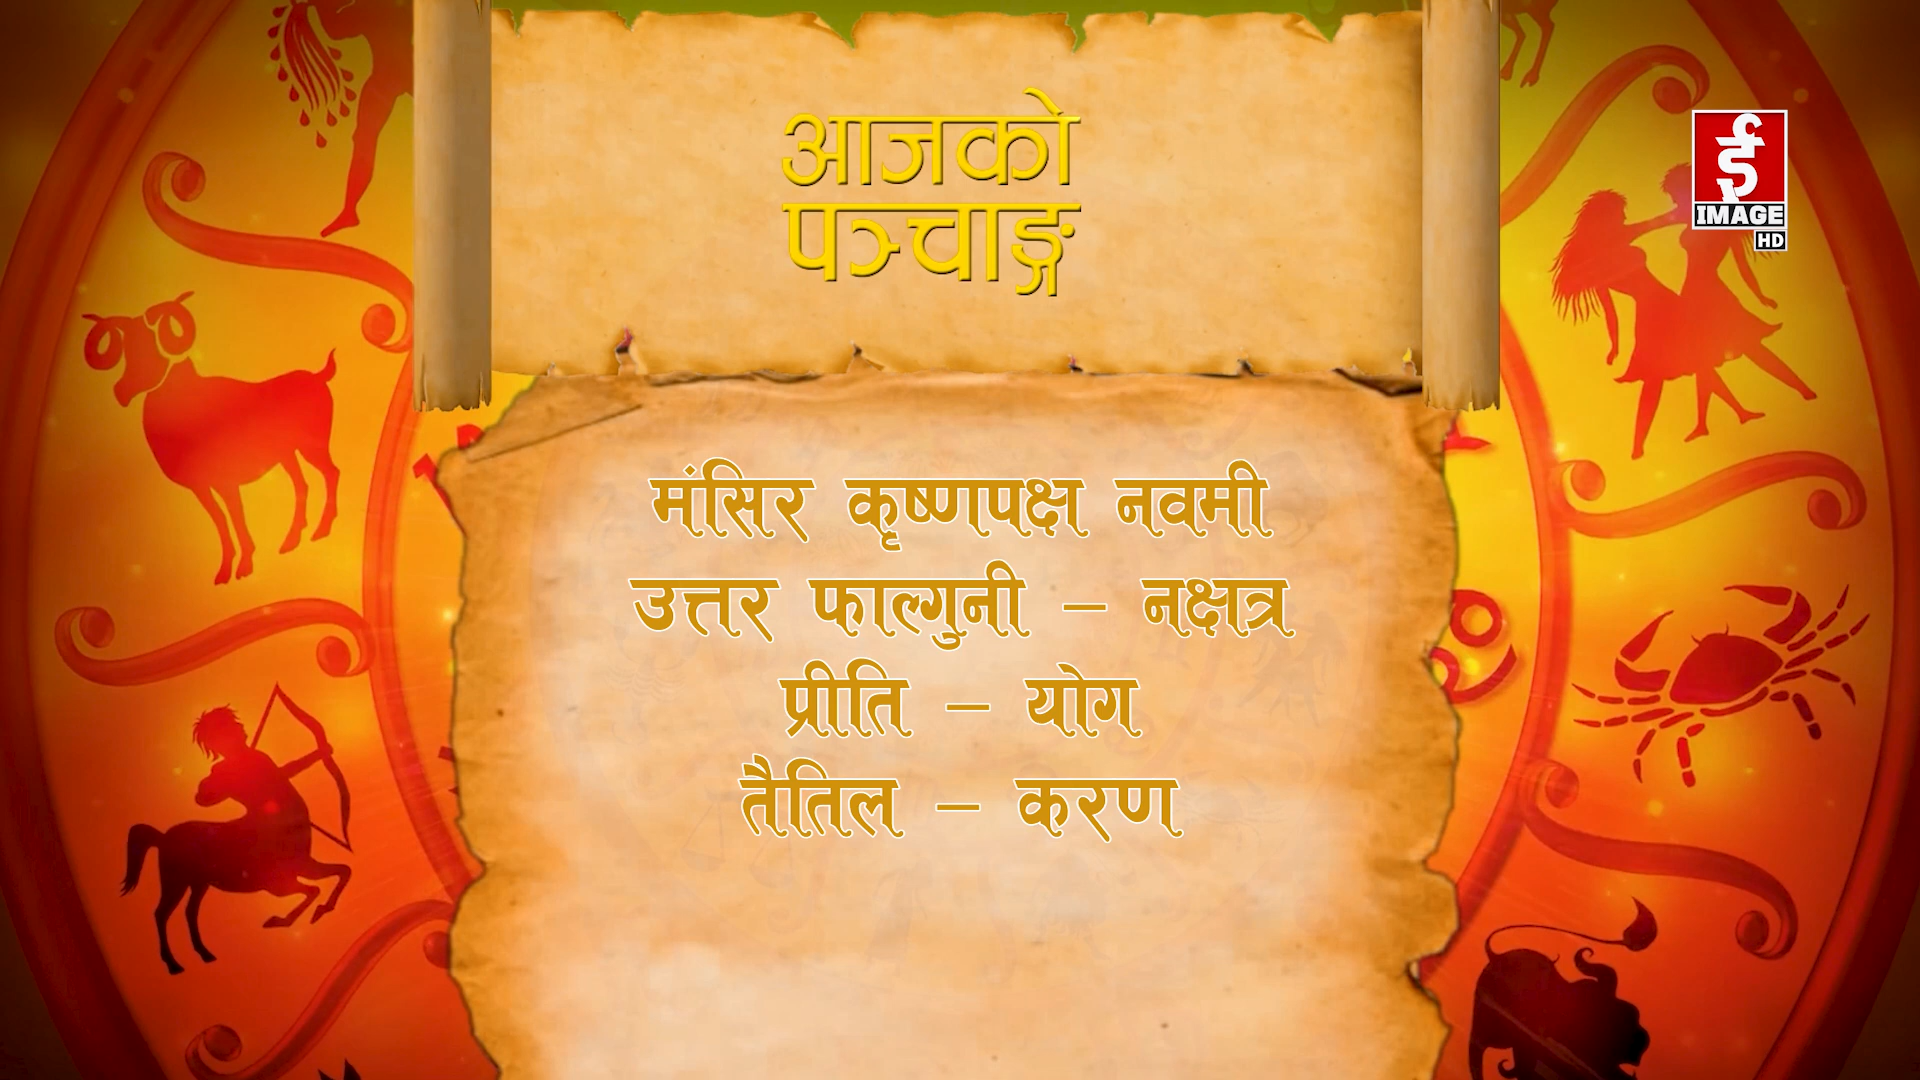 आजको
पञ्चाङ्ग
ई
IMAGE
HD
मंसिर कृष्णपक्ष नवमी
उत्तर फाल्गुनी – नक्षत्र
प्रीति – योग
तैतिल – करण